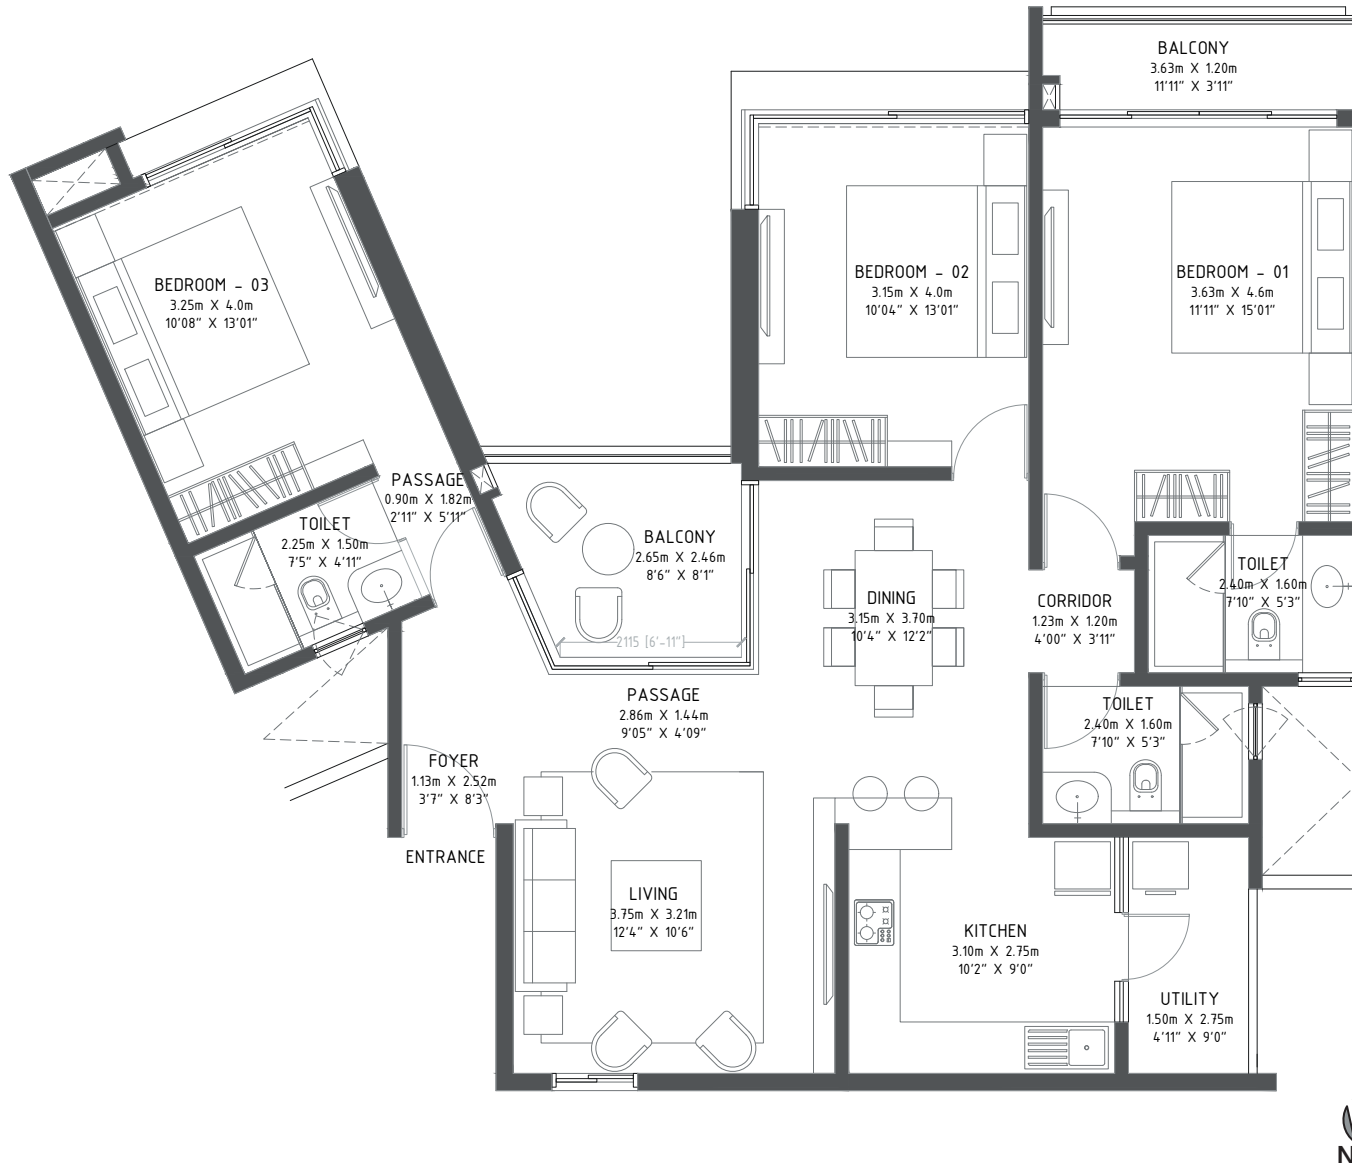 BALCONY
3.63m X 1.20m
11'11" X 3'11"
BEDROOM - 03
3.25m X 4.0m
10'08" X 13'01"
BEDROOM - 02
3.15m X 4.0m
10'04" X 13'01"
BEDROOM - 01
3.63m X 4.6m
11'11" X 15'01"
PASSAGE
0.90m X 1.82m
2'11" X 5'11"
TOILET
2.25m X 1.50m
7'5" X 4'11"
BALCONY
2.65m X 2.46m
8'6" X 8'1"
2115 [6'-11"]
DINING
3.15m X 3.70m
10'4" X 12'2"
CORRIDOR
1.23m X 1.20m
4'00" X 3'11"
TOILET
2.40m X 1.60m
7'10" X 5'3"
PASSAGE
2.86m X 1.44m
9'05" X 4'09"
TOILET
2.40m X 1.60m
7'10" X 5'3"
FOYER
1.13m X 2.52m
3'7" X 8'3"
ENTRANCE
LIVING
3.75m X 3.21m
12'4" X 10'6"
KITCHEN
3.10m X 2.75m
10'2" X 9'0"
UTILITY
1.50m X 2.75m
4'11" X 9'0"
N